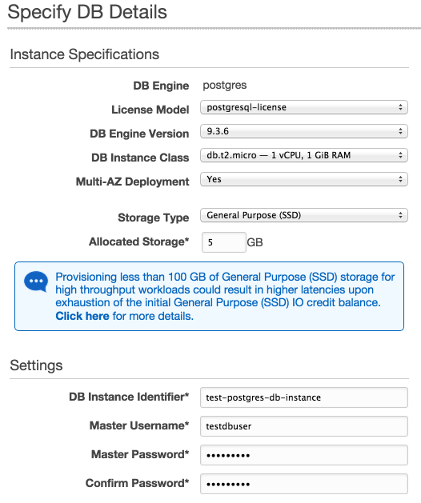 Specify DB Details
Instance Specifications
DB Engine postgres
License Model postgresql-license
DB Engine Version 9.3.6
DB Instance Class db.t2.micro — 1 vCPU, 1 GiB RAM
Multi-AZ Deployment Yes
Storage Type General Purpose (SSD)
Allocated Storage* 5 GB
Provisioning less than 100 GB of General Purpose (SSD) storage for
high throughput workloads could result in higher latencies upon
exhaustion of the initial General Purpose (SSD) IO credit balance.
Click here for more details.
Settings
DB Instance Identifier* test-postgres-db-instance
Master Username* testdbuser
Master Password* •••••••••
Confirm Password* •••••••••